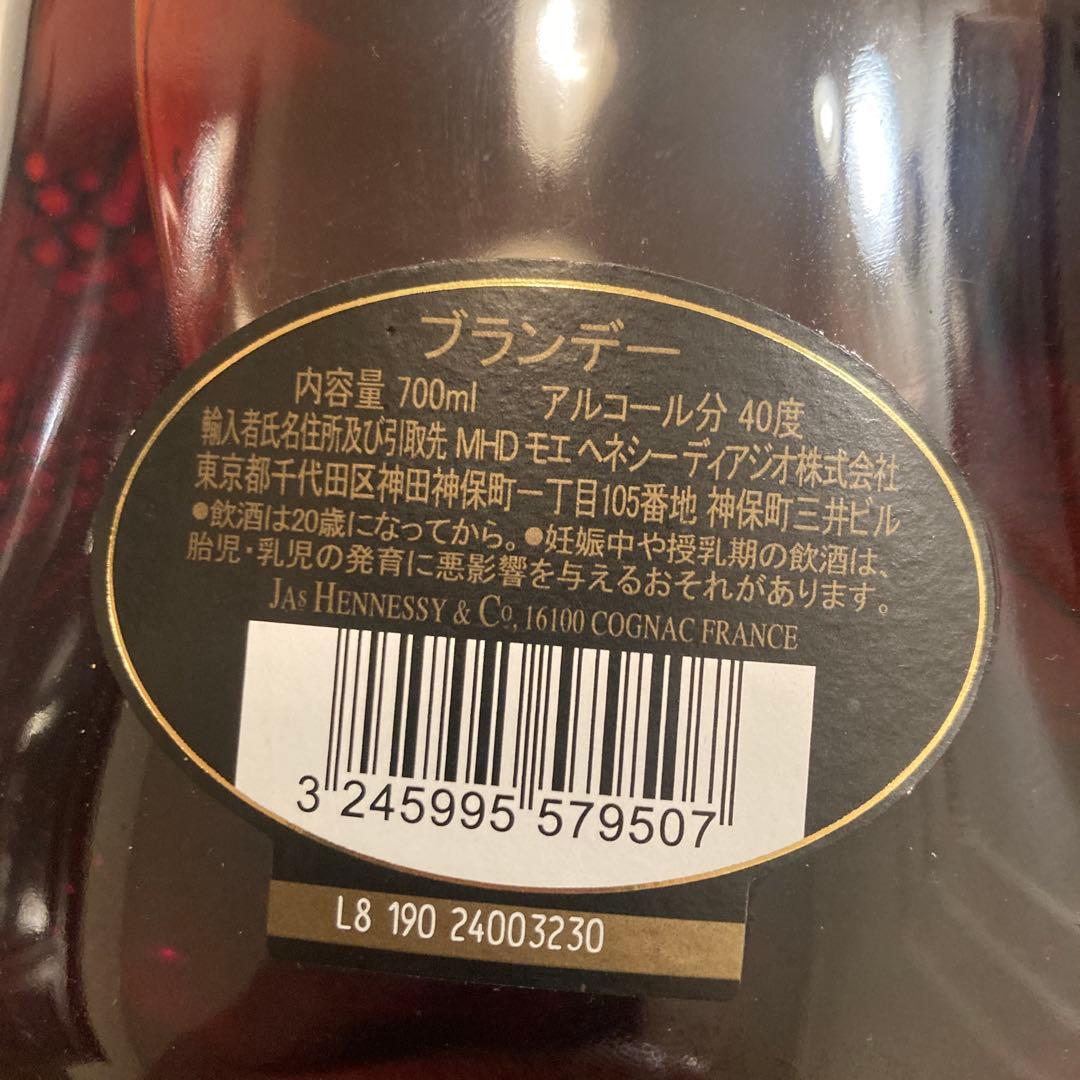 ブランデー
内容量 700ml アルコール分 40度
輸入者氏名住所及び引取先 MHD モエ ヘネシー ディアジオ株式会社
東京都千代田区神田神保町一丁目105番地 神保町三井ビル
●飲酒は20歳になってから。●妊娠中や授乳期の飲酒は、
胎児・乳児の発育に悪影響を与えるおそれがあります。
JAS HENNESSY & Co, 16100 COGNAC FRANCE
3 245995 579507
L8 190 24003230